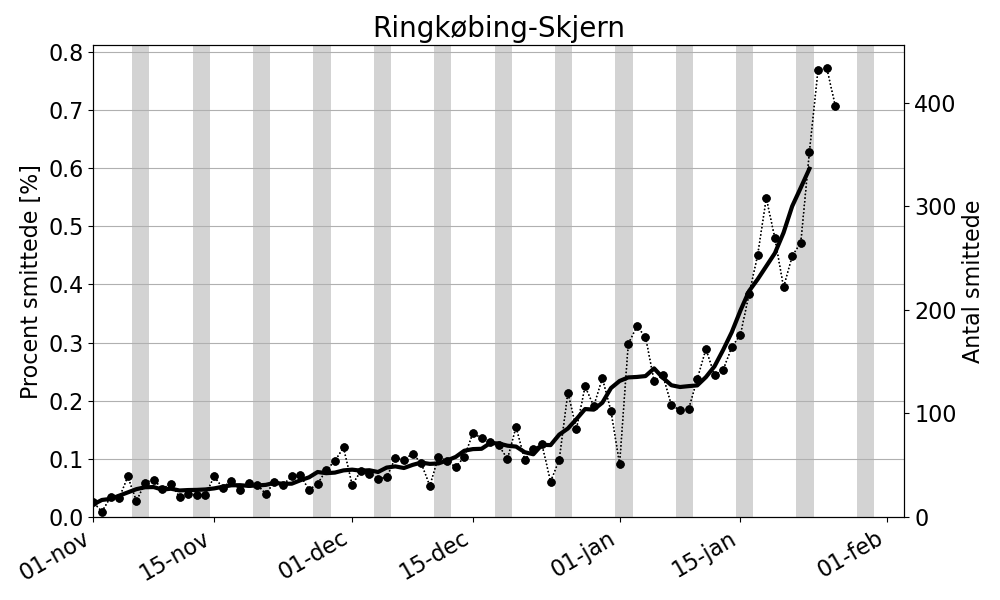 Ringkøbing-Skjern
Procent smittede [%]
0.8
0.7
0.6
0.5
0.4
0.3
0.2
0.1
0.0
400
300
200
100
0
Antal smittede
01-nov
15-nov
01-dec
15-dec
01-jan
15-jan
01-feb